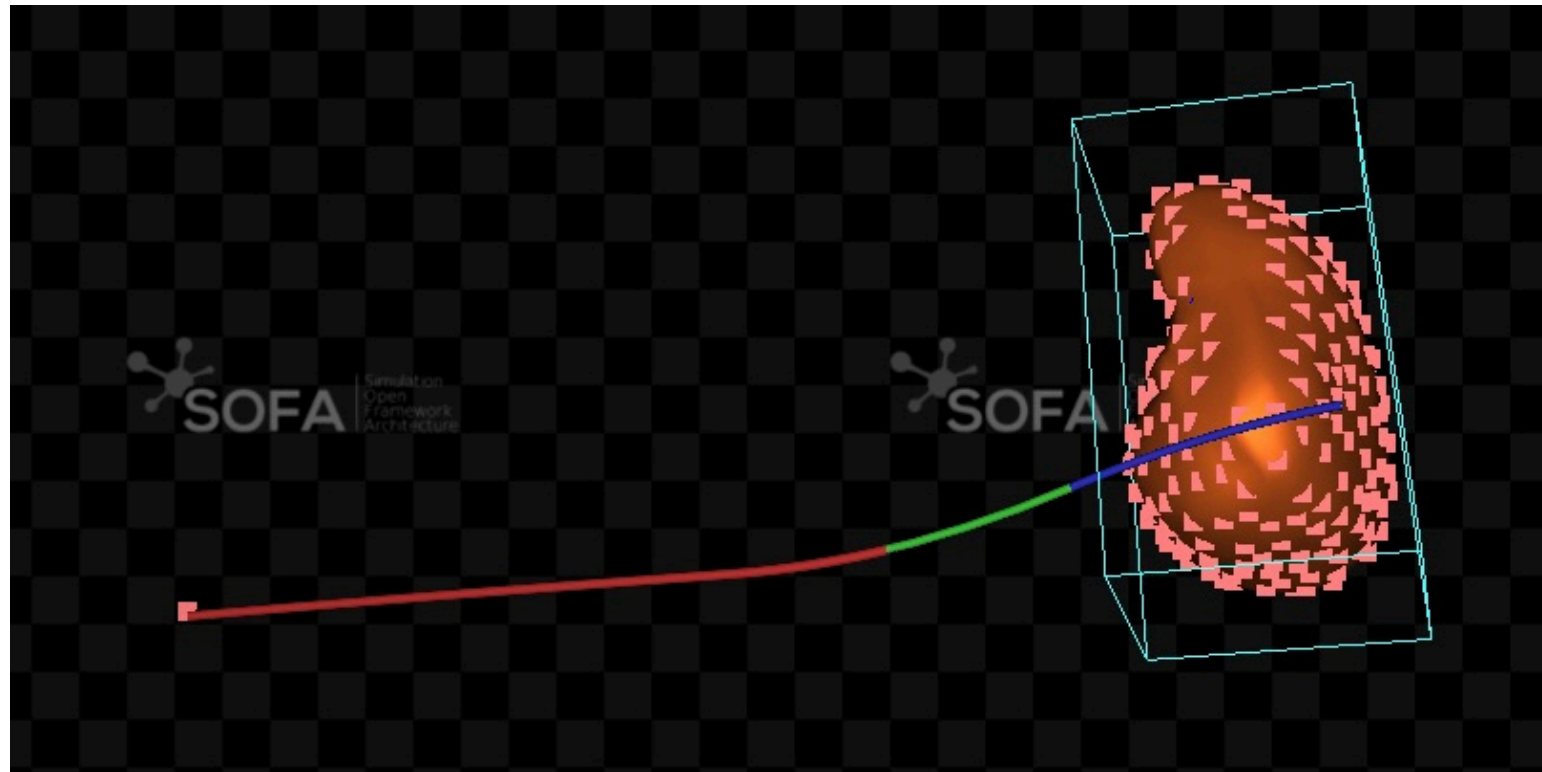 SOFA
Simulation
Open
Framework
Architecture
SOFA